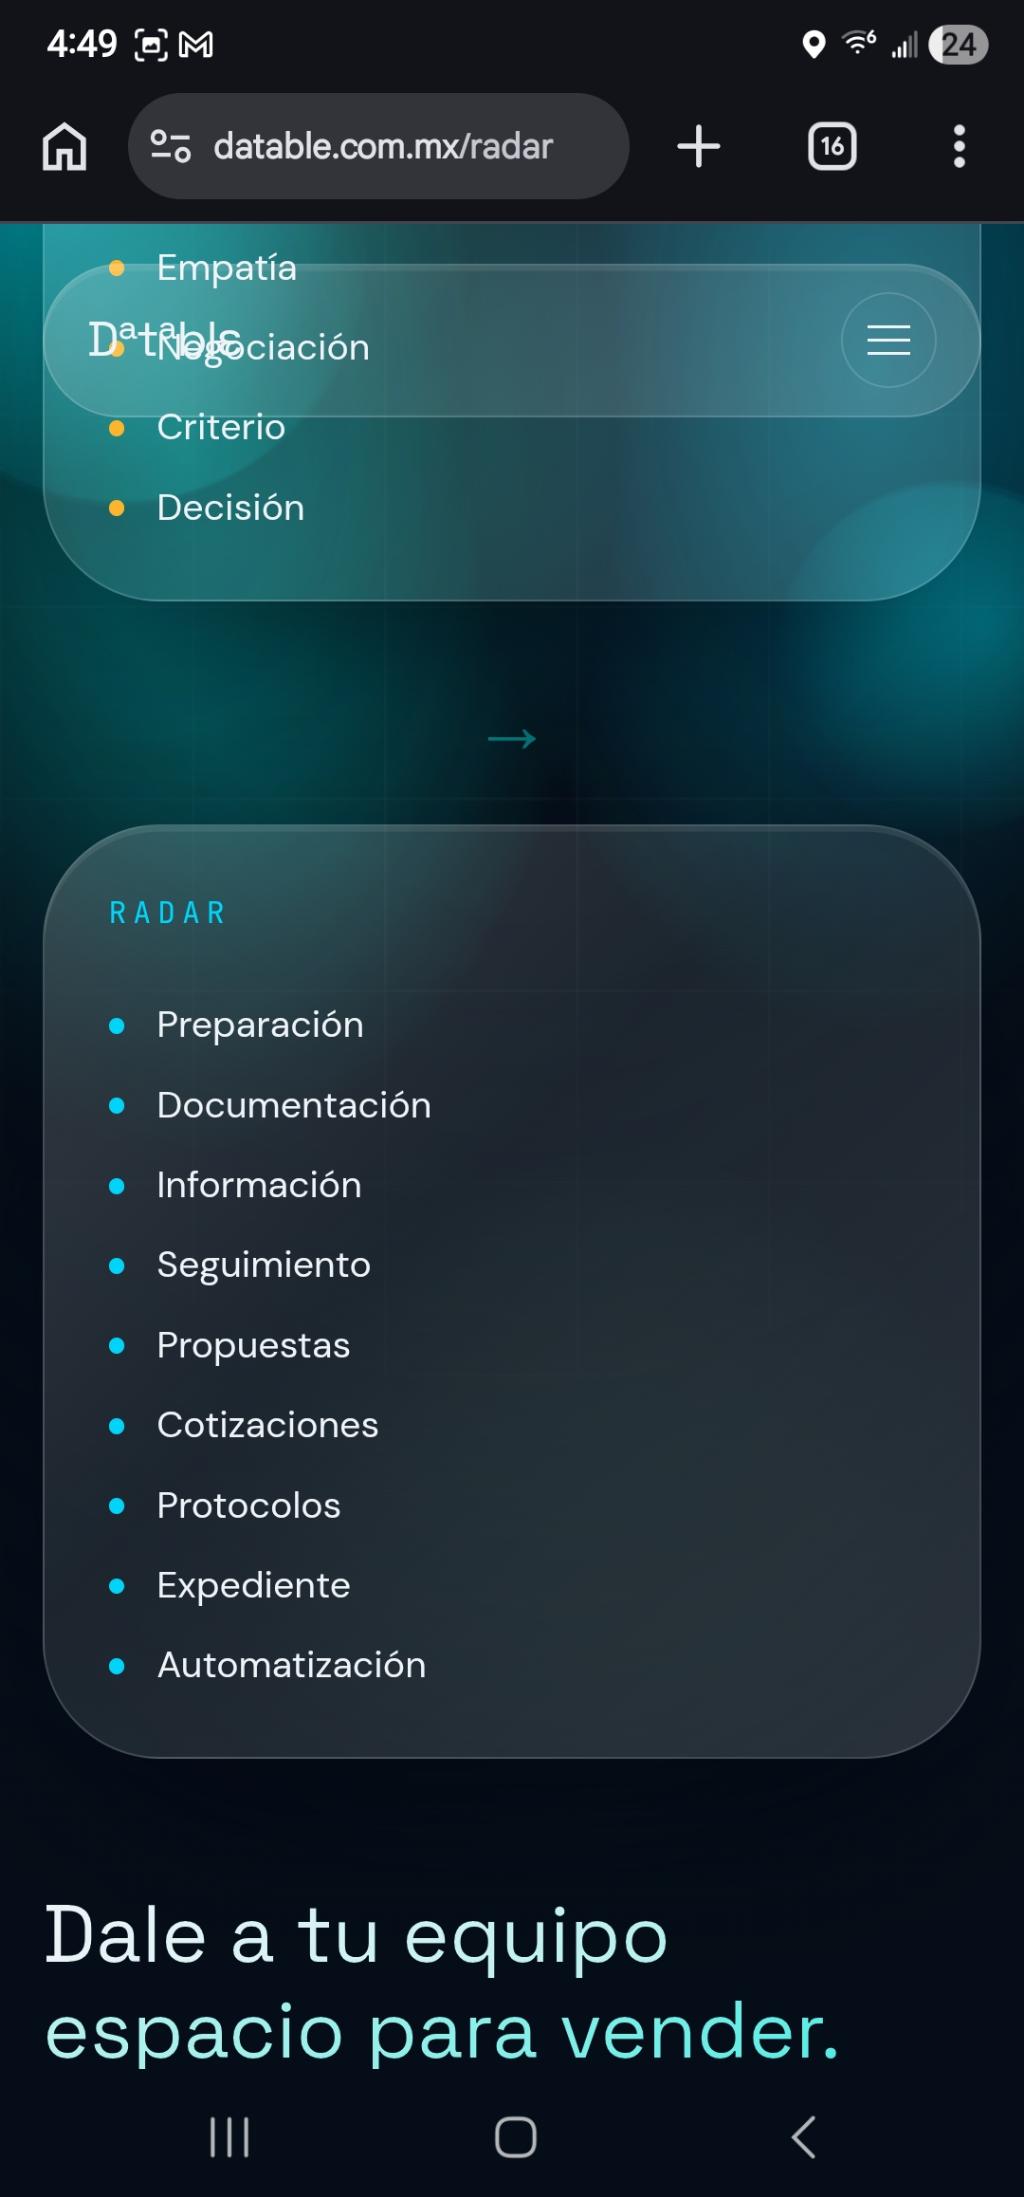 4:49
24
datable.com.mx/radar
16
Empatía
Datable
Negociación
Criterio
Decisión
→
RADAR
Preparación
Documentación
Información
Seguimiento
Propuestas
Cotizaciones
Protocolos
Expediente
Automatización
Dale a tu equipo
espacio para vender.